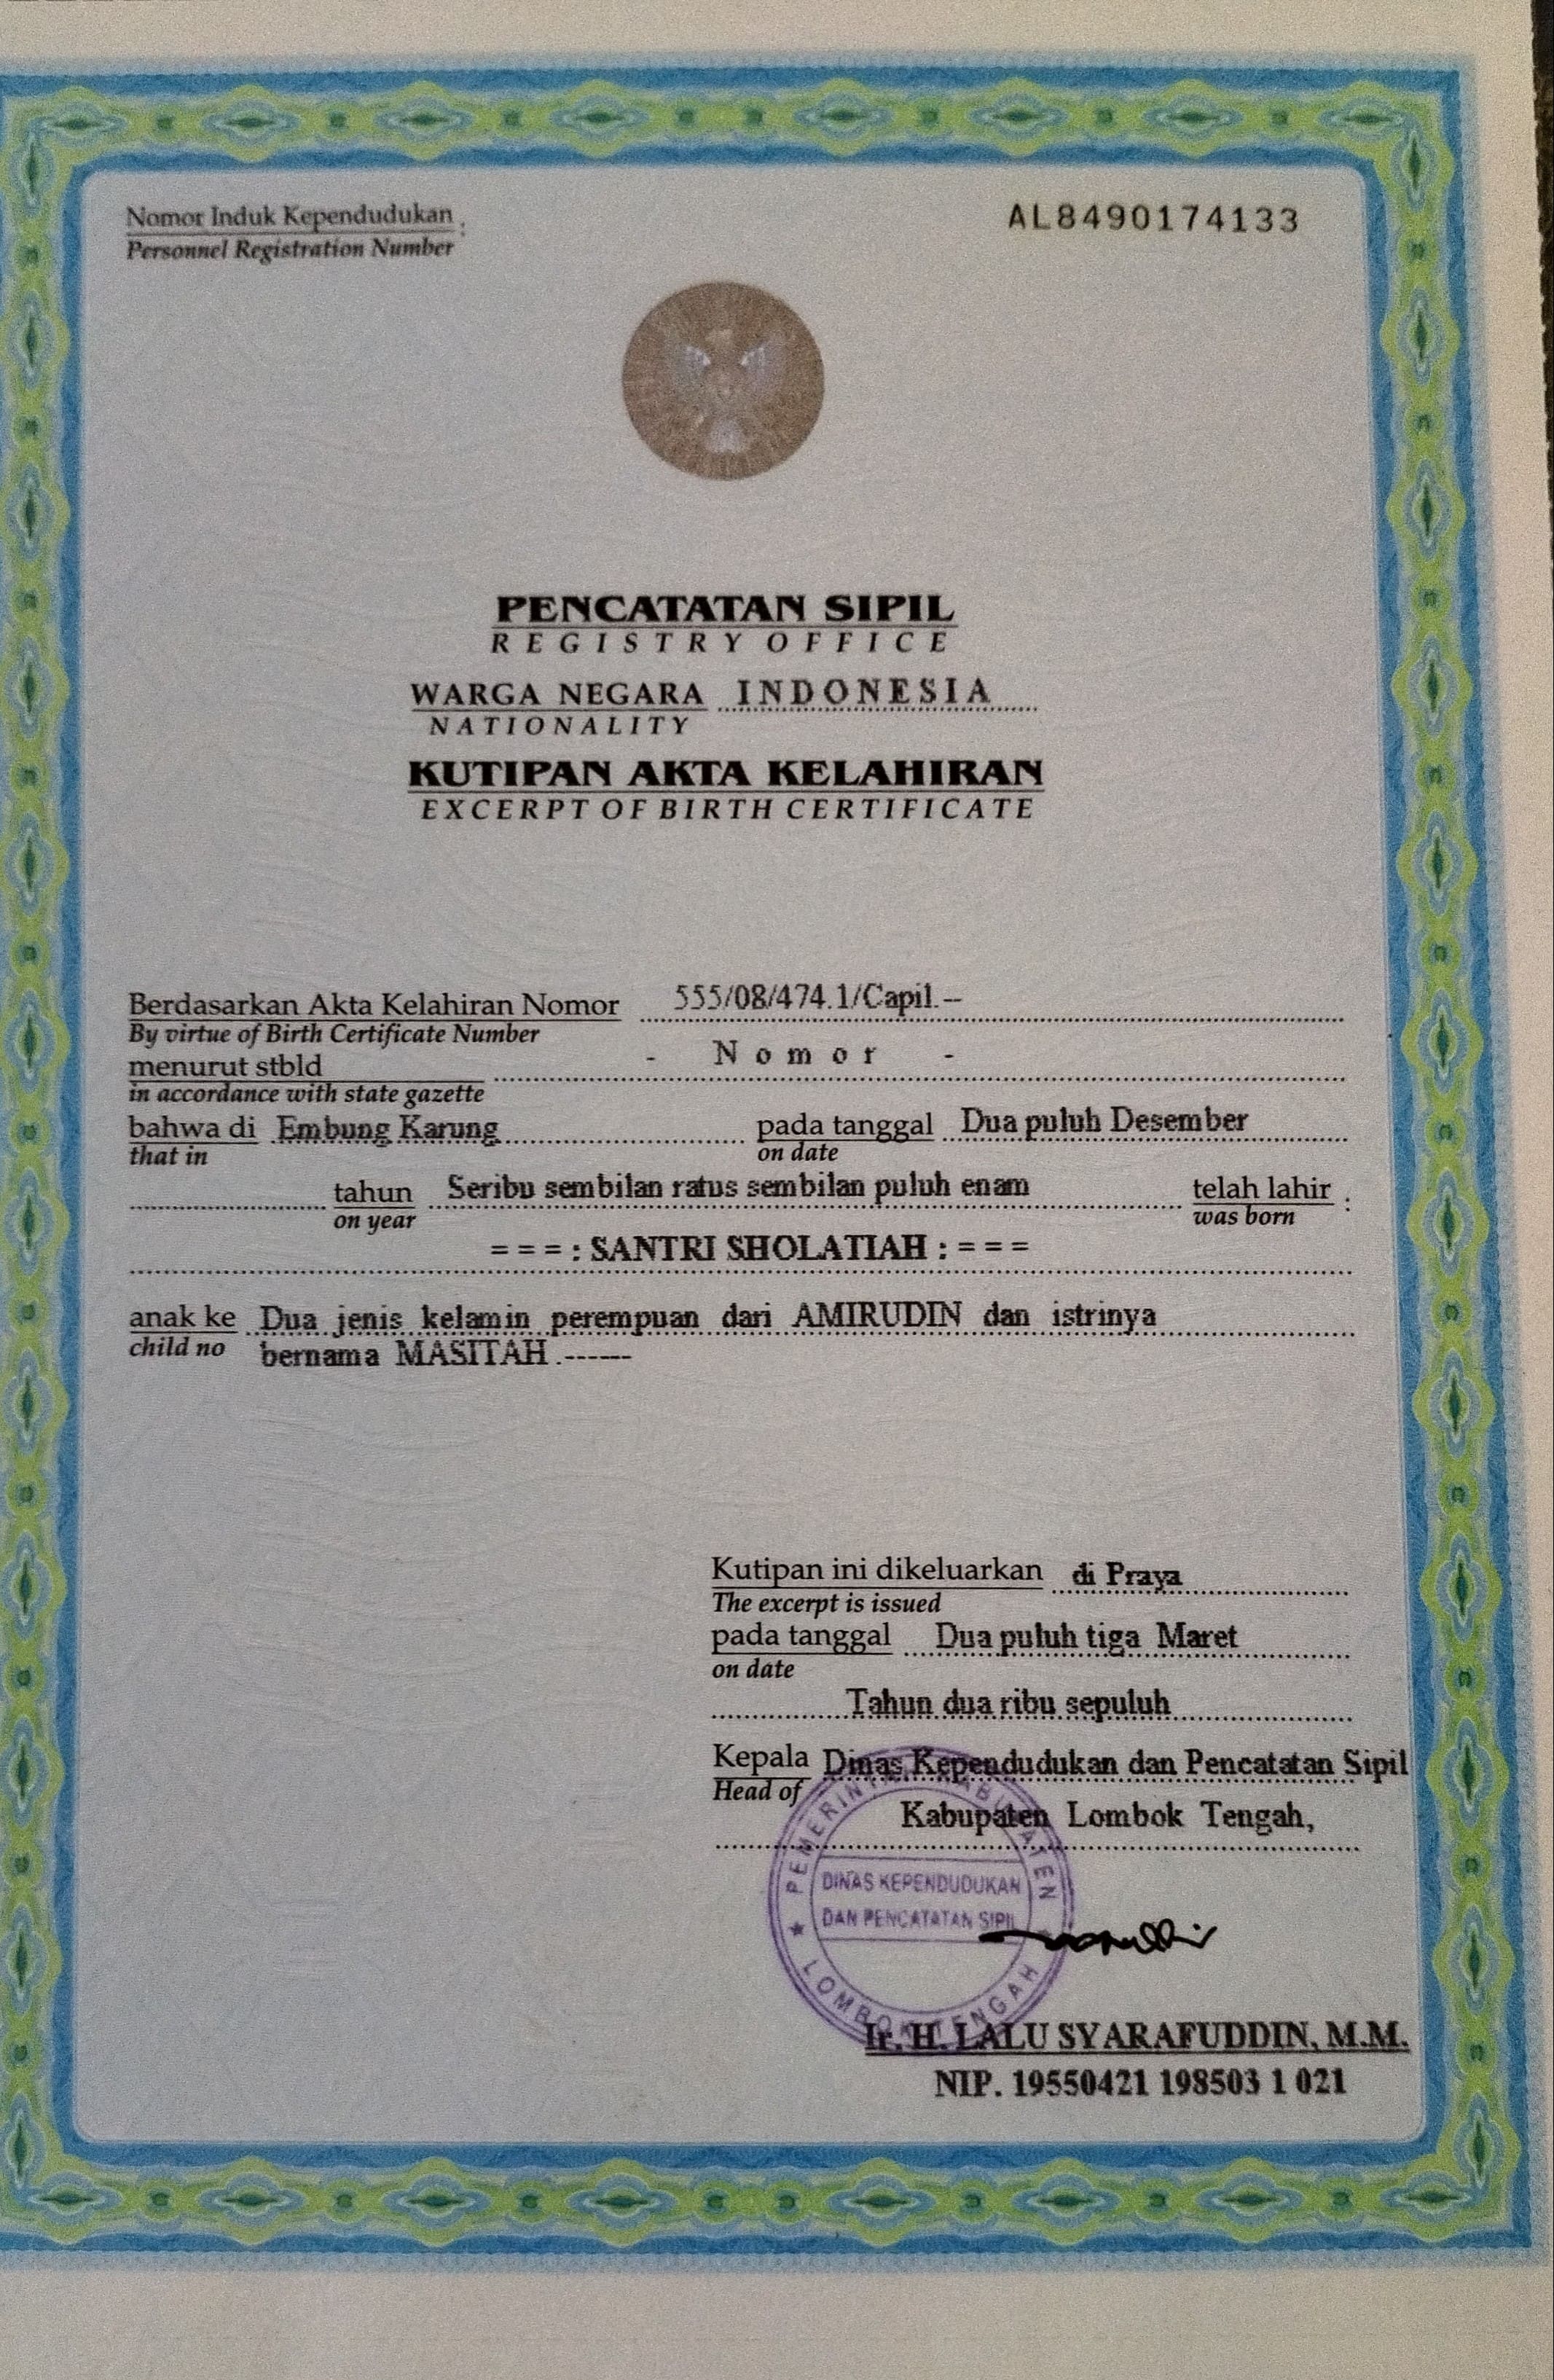 Nomor Induk Kependudukan :
Personnel Registration Number
AL8490174133
PENCATATAN SIPIL
REGISTRY OFFICE
WARGA NEGARA INDONESIA
NATIONALITY
KUTIPAN AKTA KELAHIRAN
EXCERPT OF BIRTH CERTIFICATE
Berdasarkan Akta Kelahiran Nomor 555/08/474.1/Capil.--
By virtue of Birth Certificate Number
menurut stbld - Nomor -
in accordance with state gazette
bahwa di Embung Karung pada tanggal Dua puluh Desember
that in on date
tahun Seribu sembilan ratus sembilan puluh enam telah lahir :
on year was born
= = = : SANTRI SHOLATIAH : = = =
anak ke Dua jenis kelamin perempuan dari AMIRUDIN dan istrinya
child no bernama MASITAH.------
Kutipan ini dikeluarkan di Praya
The excerpt is issued
pada tanggal Dua puluh tiga Maret
on date
Tahun dua ribu sepuluh
Kepala Dinas Kependudukan dan Pencatatan Sipil
Head of
Kabupaten Lombok Tengah,
PEMERINTAH KABUPATEN
DINAS KEPENDUDUKAN
DAN PENCATATAN SIPIL
LOMBOK TENGAH
Ir. H. LALU SYARAFUDDIN, M.M.
NIP. 19550421 198503 1 021